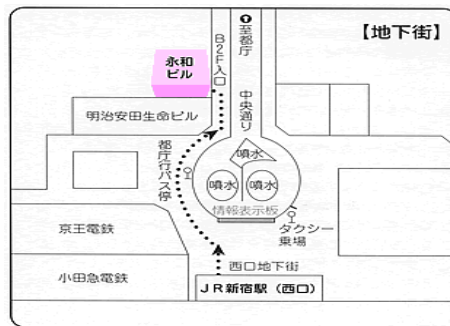 【地下街】
至都庁
B2F入口
永和
ビル
中央通り
明治安田生命ビル
都庁行バス停
噴水
噴水
噴水
情報表示板
タクシー
乗場
京王電鉄
西口地下街
小田急電鉄
JR新宿駅(西口)